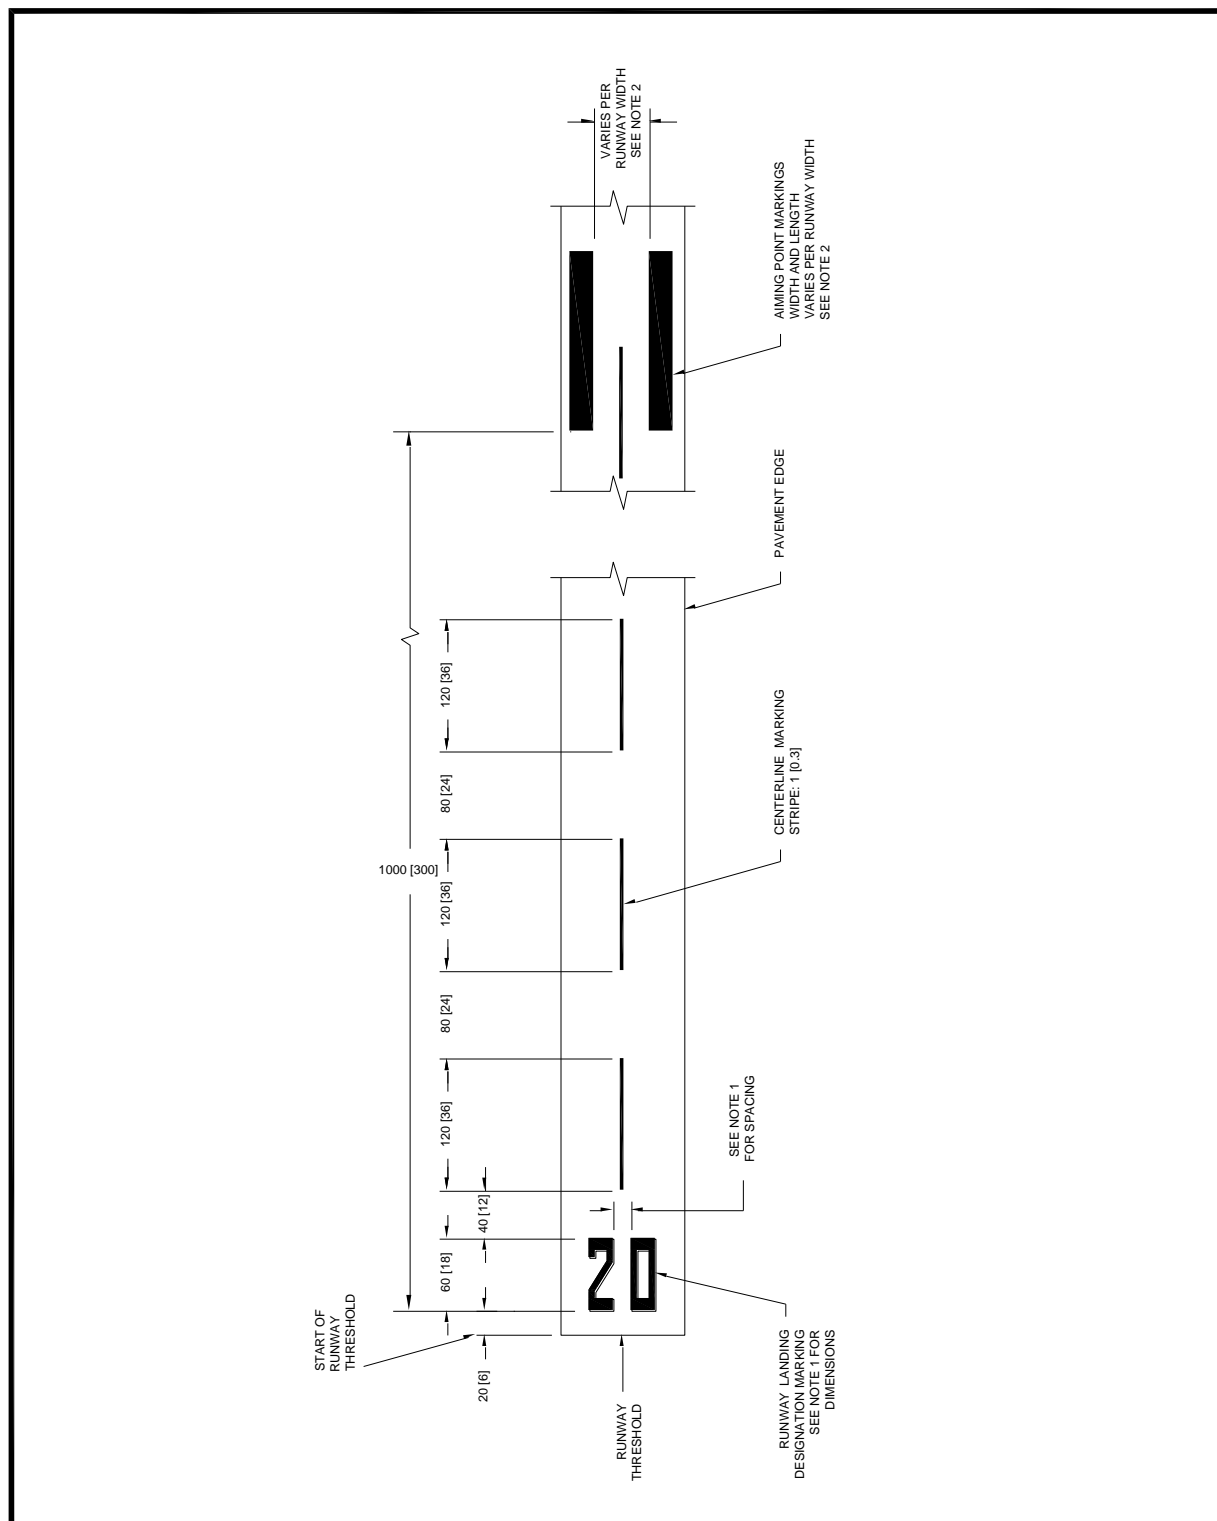 START OF
RUNWAY
THRESHOLD
20 [6]
60 [18]
40 [12]
120 [36]
80 [24]
120 [36]
80 [24]
120 [36]
1000 [300]
VARIES PER
RUNWAY WIDTH
SEE NOTE 2
20
RUNWAY
THRESHOLD
RUNWAY LANDING
DESIGNATION MARKING
SEE NOTE 1 FOR
DIMENSIONS
SEE NOTE 1
FOR SPACING
CENTERLINE MARKING
STRIPE: 1 [0.3]
PAVEMENT EDGE
AIMING POINT MARKINGS
WIDTH AND LENGTH
VARIES PER RUNWAY WIDTH
SEE NOTE 2